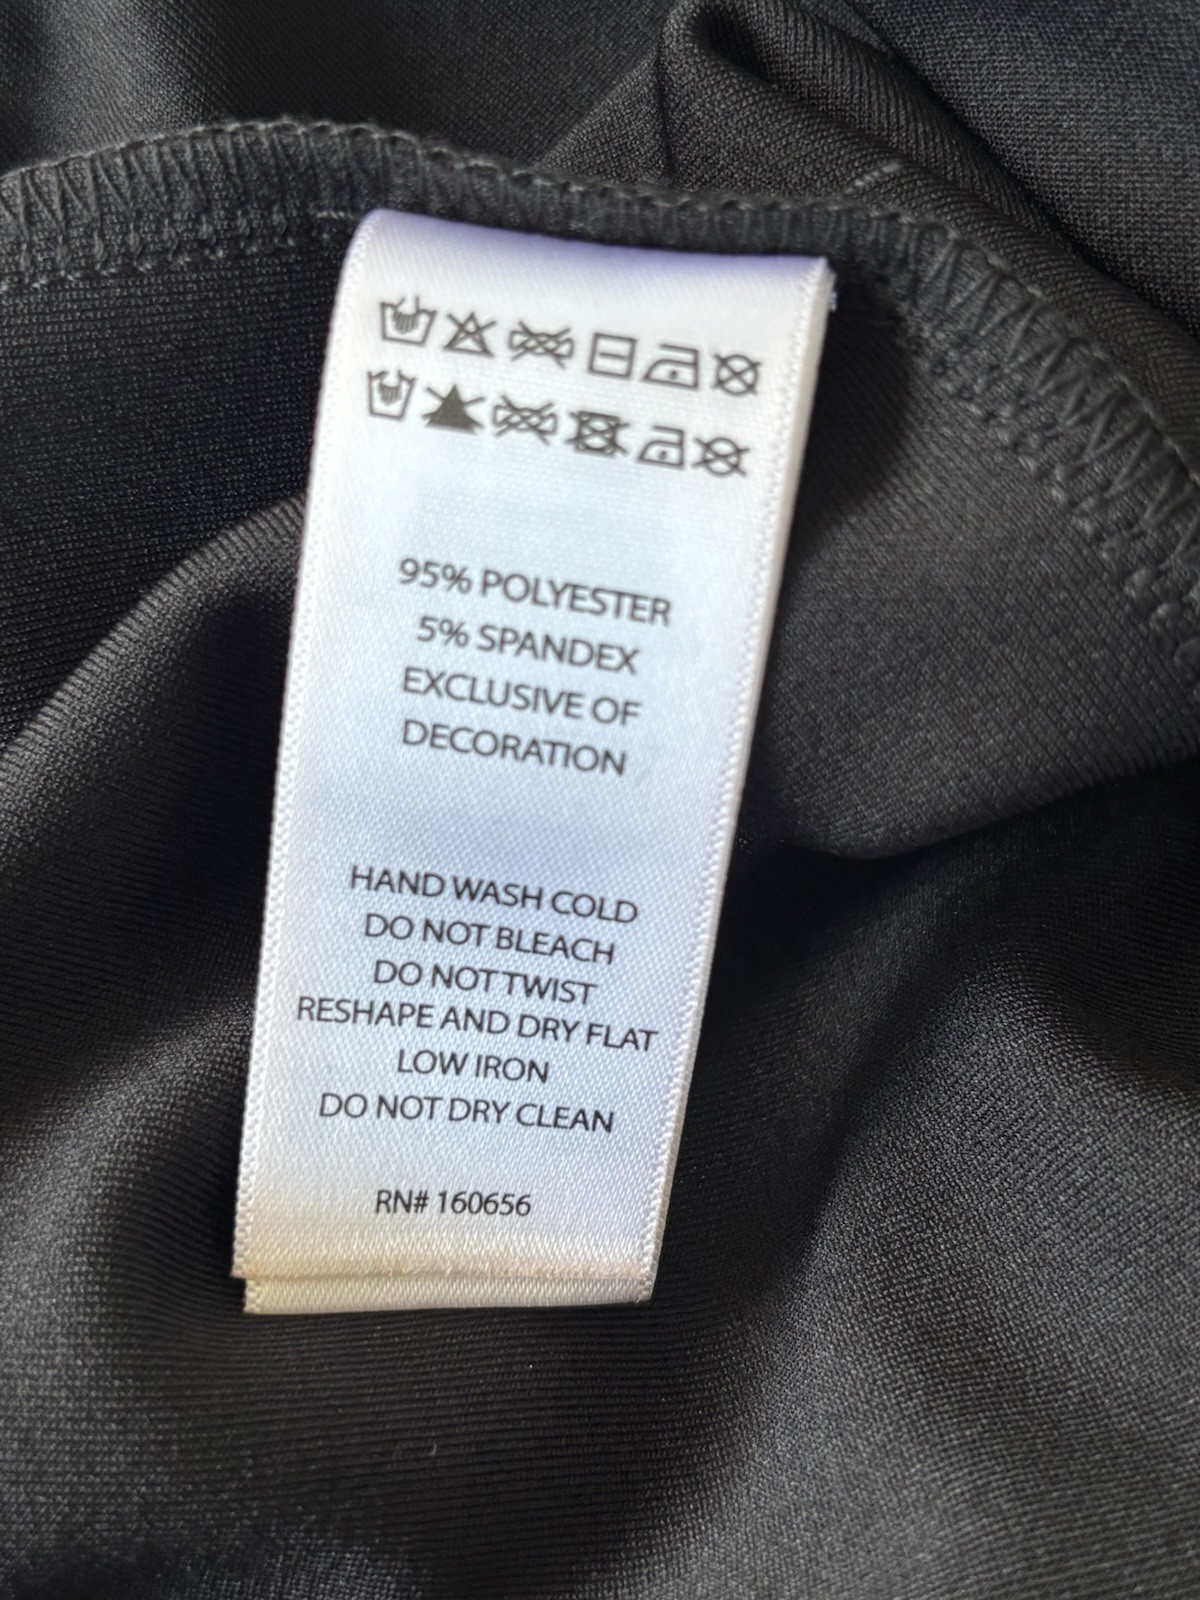 95% POLYESTER
5% SPANDEX
EXCLUSIVE OF
DECORATION
HAND WASH COLD
DO NOT BLEACH
DO NOT TWIST
RESHAPE AND DRY FLAT
LOW IRON
DO NOT DRY CLEAN
RN# 160656